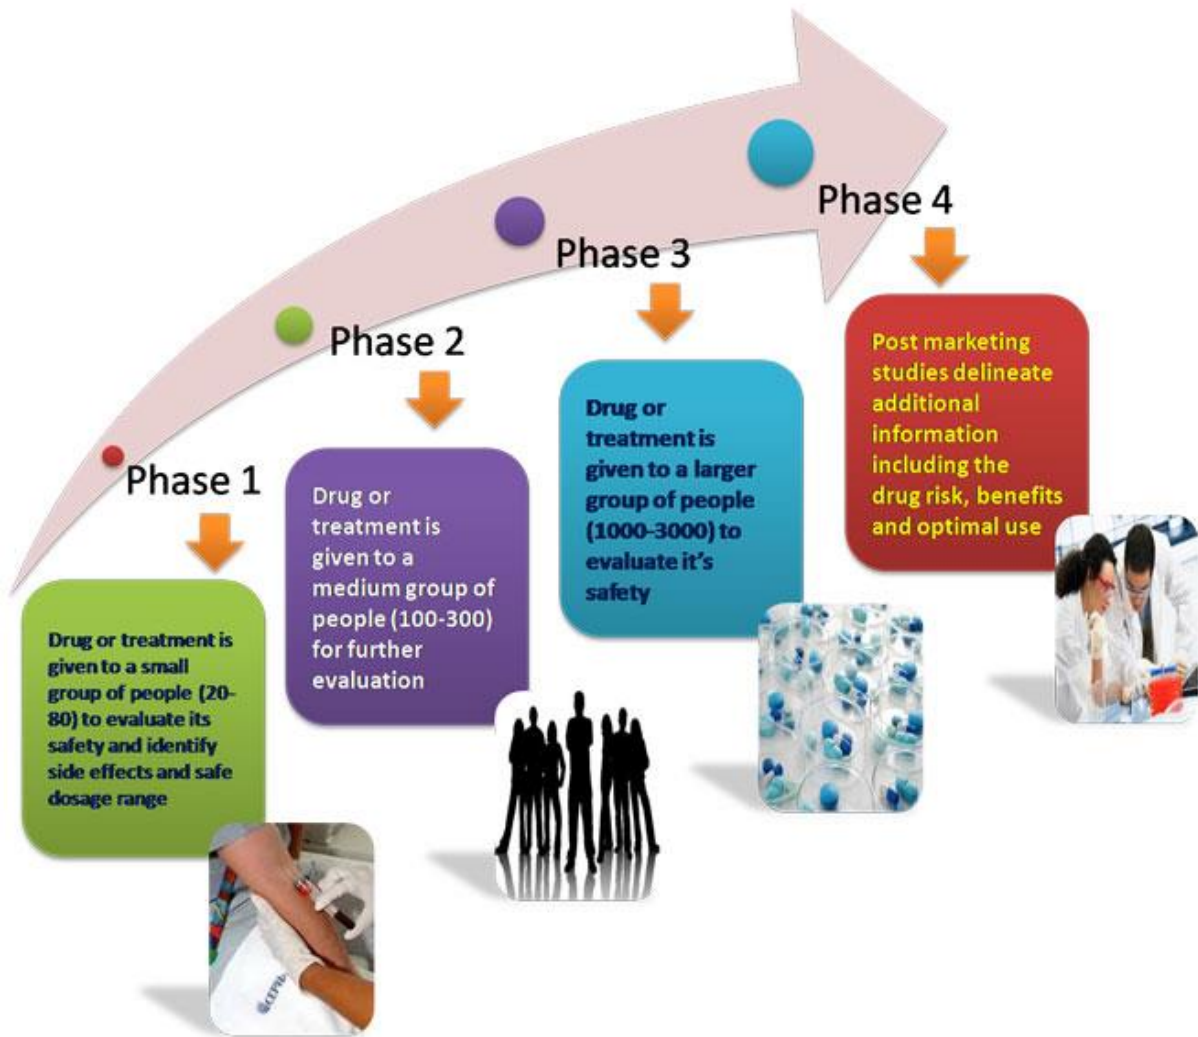 Phase 1
Drug or treatment is
given to a small
group of people (20-
80) to evaluate its
safety and identify
side effects and safe
dosage range
Phase 2
Drug or
treatment is
given to a
medium group of
people (100-300)
for further
evaluation
Phase 3
Drug or
treatment is
given to a larger
group of people
(1000-3000) to
evaluate it's
safety
Phase 4
Post marketing
studies delineate
additional
information
including the
drug risk, benefits
and optimal use